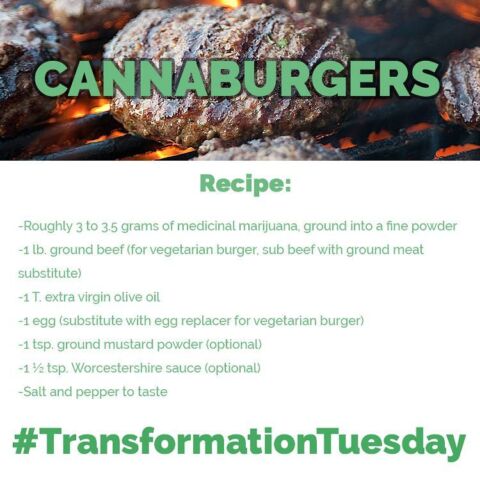 CANNABURGERS
Recipe:
-Roughly 3 to 3.5 grams of medicinal marijuana, ground into a fine powder
-1 lb. ground beef (for vegetarian burger, sub beef with ground meat
substitute)
-1 T. extra virgin olive oil
-1 egg (substitute with egg replacer for vegetarian burger)
-1 tsp. ground mustard powder (optional)
-1 ½ tsp. Worcestershire sauce (optional)
-Salt and pepper to taste
#TransformationTuesday